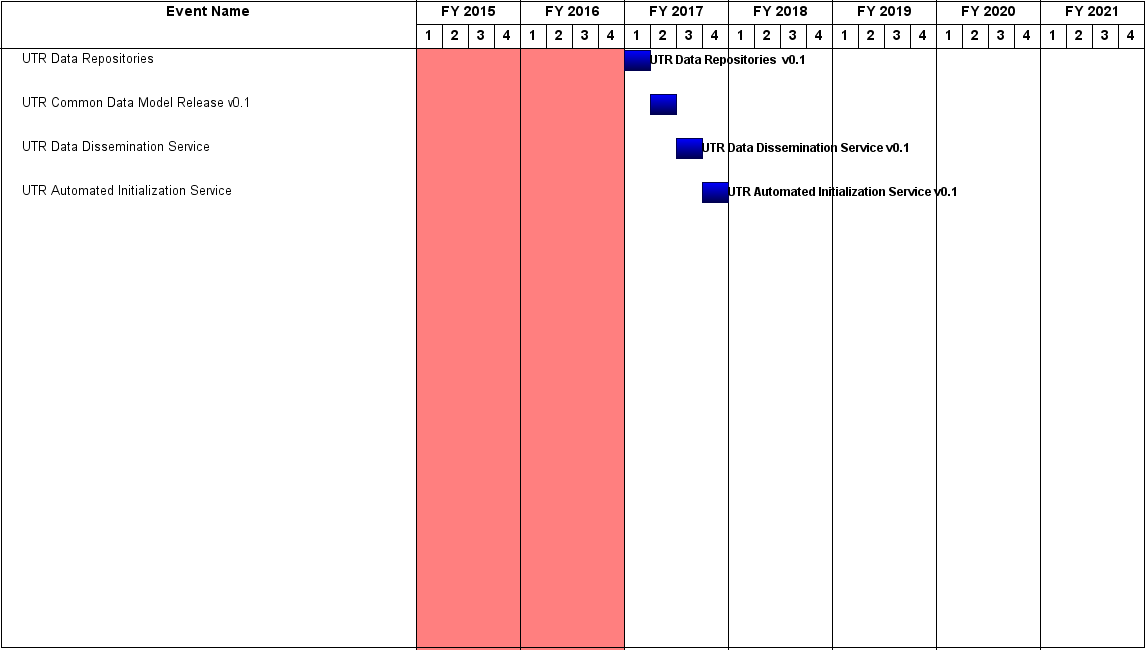 Event Name FY 2015 FY 2016 FY 2017 FY 2018 FY 2019 FY 2020 FY 2021
1 2 3 4 1 2 3 4 1 2 3 4 1 2 3 4 1 2 3 4 1 2 3 4 1 2 3 4
UTR Data Repositories UTR Data Repositories v0.1
UTR Common Data Model Release v0.1
UTR Data Dissemination Service UTR Data Dissemination Service v0.1
UTR Automated Initialization Service UTR Automated Initialization Service v0.1